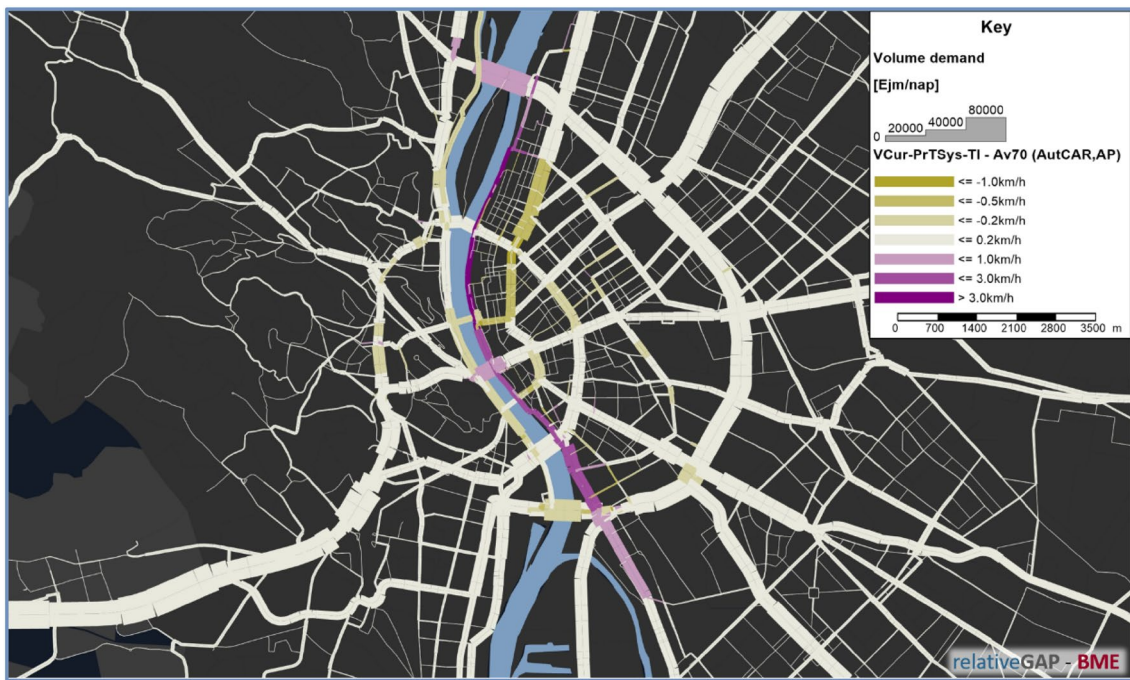 Key
Volume demand
[Ejm/nap]
0 20000 40000 80000
VCur-PrTSys-TI - Av70 (AutCAR,AP)
<= -1.0km/h
<= -0.5km/h
<= -0.2km/h
<= 0.2km/h
<= 1.0km/h
<= 3.0km/h
> 3.0km/h
0 700 1400 2100 2800 3500 m
relativeGAP - BME